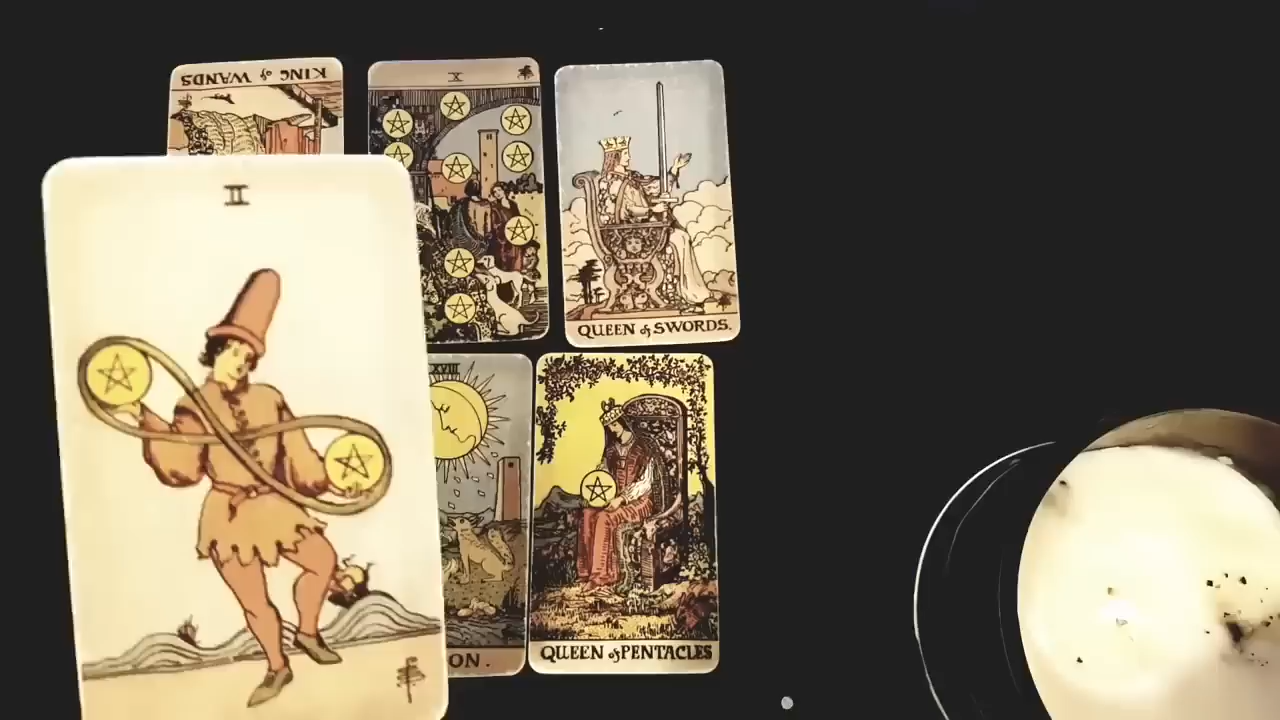 KING of WANDS
X
II
QUEEN of SWORDS.
XVIII
ON.
QUEEN of PENTACLES